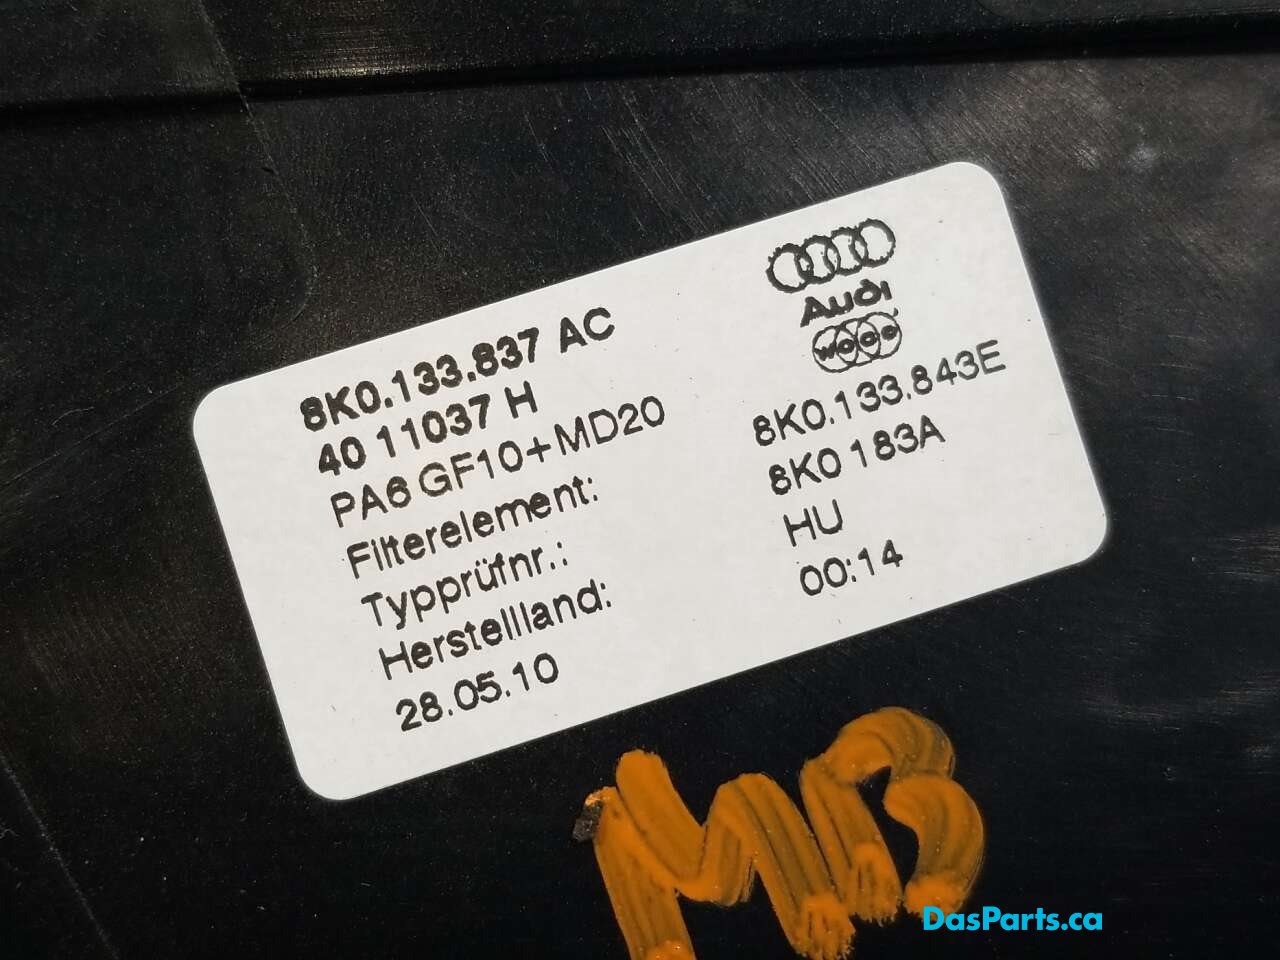 Audi
W O O O
8K0.133.837 AC
40 11037 H
PA6 GF10+MD20
Filterelement: 8K0.133.843E
Typprüfnr.: 8K0 183A
Herstellland: HU
28.05.10 00:14
MB
DasParts.ca